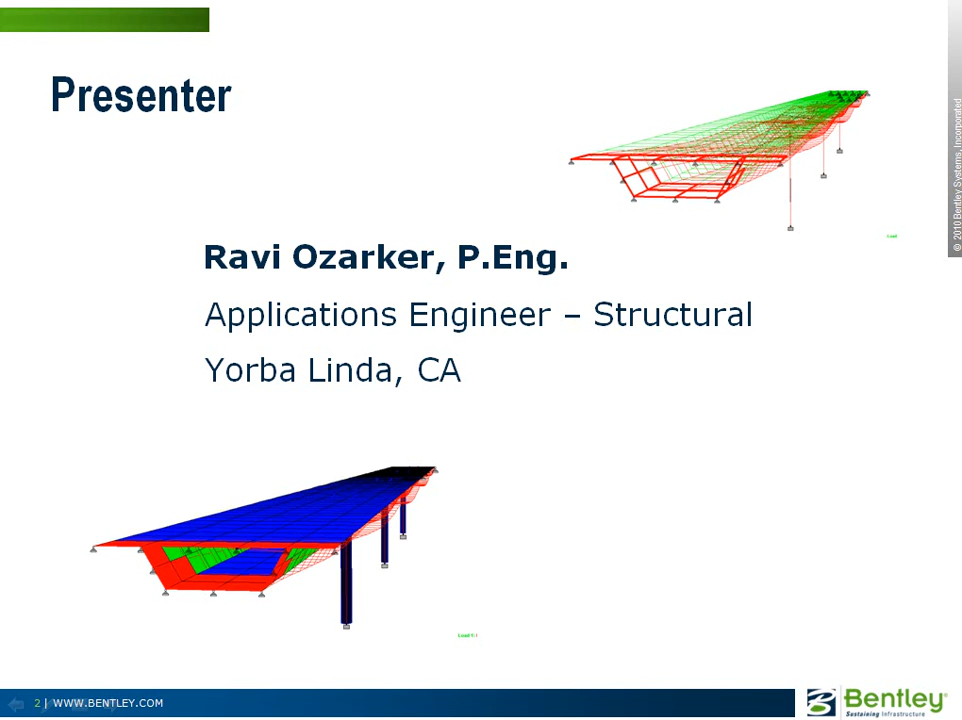 Presenter
© 2010 Bentley Systems, Incorporated
Load
Ravi Ozarker, P.Eng.
Applications Engineer – Structural
Yorba Linda, CA
2 | WWW.BENTLEY.COM
Bentley
Sustaining Infrastructure